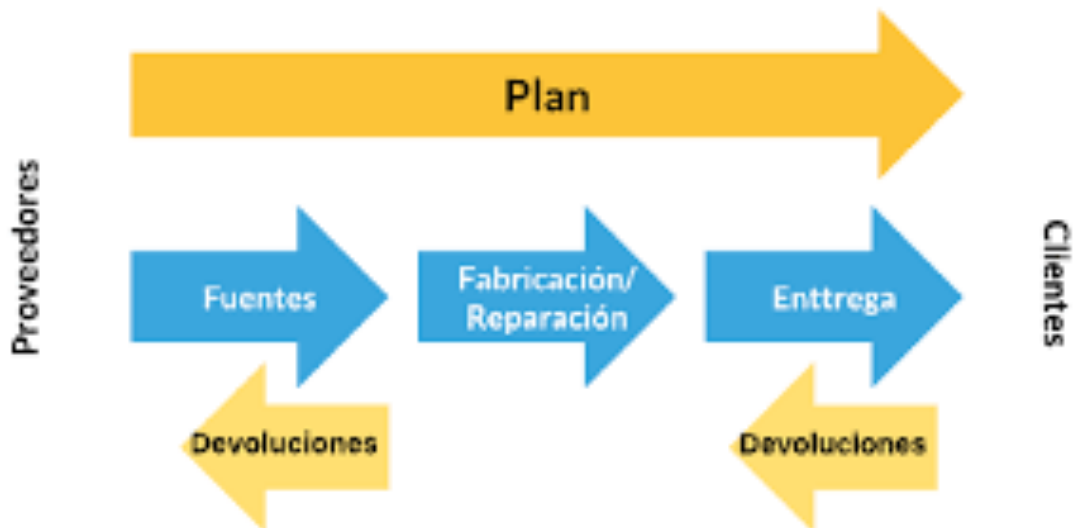 Plan
Proveedores
Fuentes
Fabricación/
Reparación
Enttrega
Clientes
Devoluciones
Devoluciones